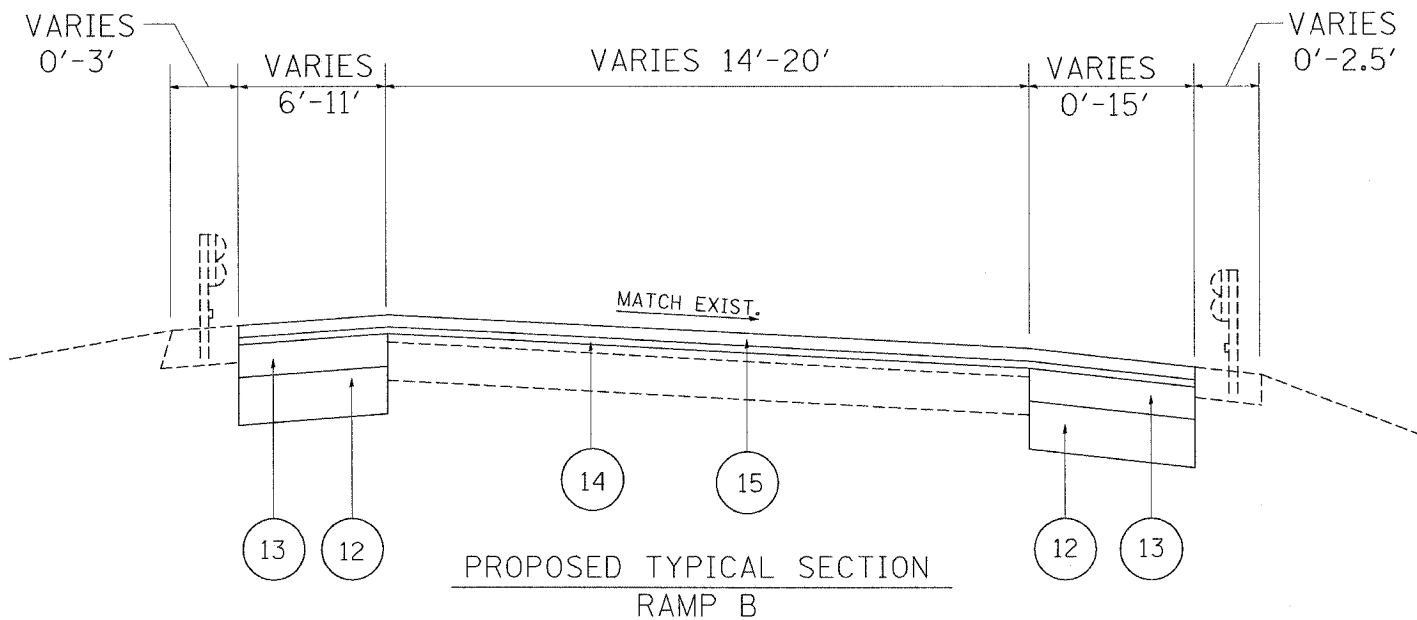 VARIES
0'-3'
VARIES
6'-11'
VARIES 14'-20'
VARIES
0'-15'
VARIES
0'-2.5'
MATCH EXIST.
14
15
13
12
12
13
PROPOSED TYPICAL SECTION
RAMP B